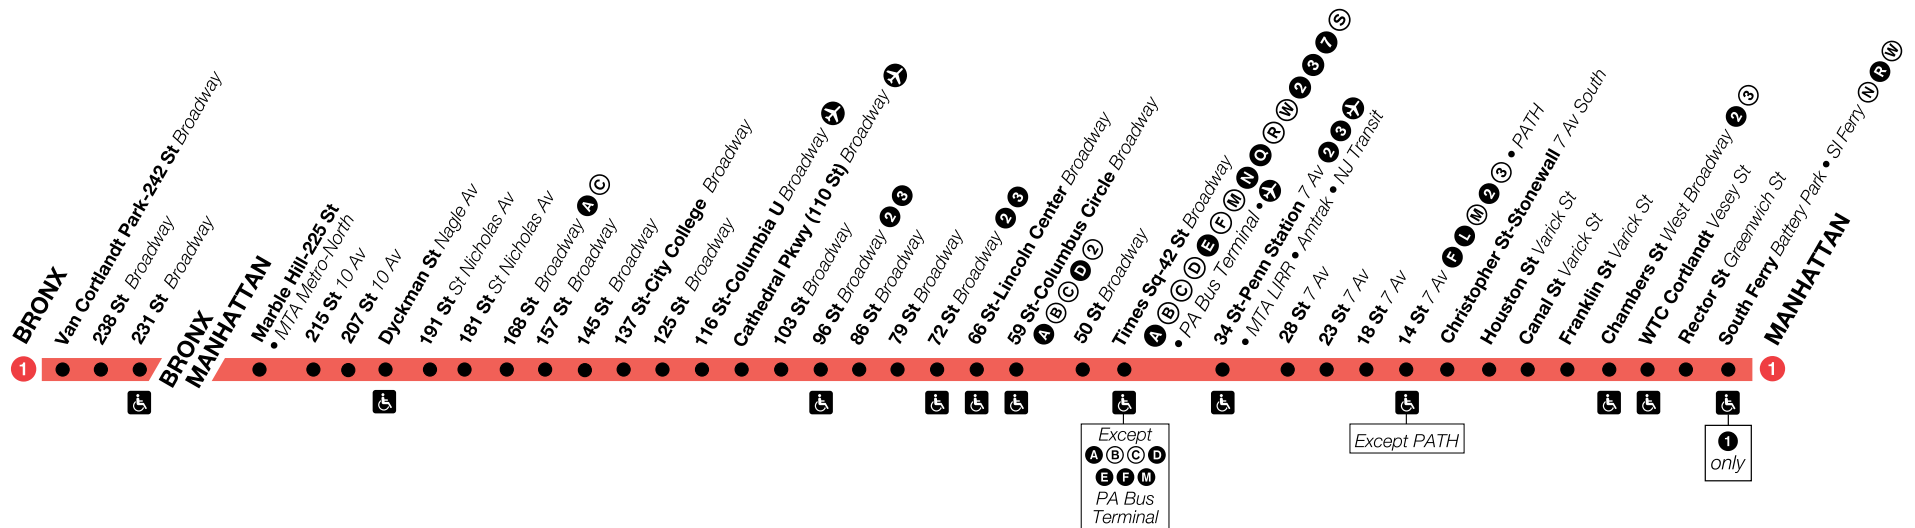 1
BRONX
Van Cortlandt Park-242 St Broadway
238 St Broadway
231 St Broadway
BRONX
MANHATTAN
Marble Hill-225 St
• MTA Metro-North
215 St 10 Av
207 St 10 Av
Dyckman St Nagle Av
191 St St Nicholas Av
181 St St Nicholas Av
168 St Broadway A C
157 St Broadway
145 St Broadway
137 St-City College Broadway
125 St Broadway
116 St-Columbia U Broadway
Cathedral Pkwy (110 St) Broadway
103 St Broadway
96 St Broadway 2 3
86 St Broadway
79 St Broadway
72 St Broadway 2 3
66 St-Lincoln Center Broadway
59 St-Columbus Circle Broadway
A B C D 2
50 St Broadway
Times Sq-42 St Broadway
A B C D E F M N Q R W 2 3 7 S
• PA Bus Terminal •
34 St-Penn Station 7 Av 2 3
• MTA LIRR • Amtrak • NJ Transit
28 St 7 Av
23 St 7 Av
18 St 7 Av
14 St 7 Av F L M 2 3 • PATH
Christopher St-Stonewall 7 Av South
Houston St Varick St
Canal St Varick St
Franklin St Varick St
Chambers St West Broadway 2 3
WTC Cortlandt Vesey St
Rector St Greenwich St
South Ferry Battery Park • SI Ferry N R W
MANHATTAN
1
Except
A B C D
E F M
PA Bus
Terminal
Except PATH
1
only